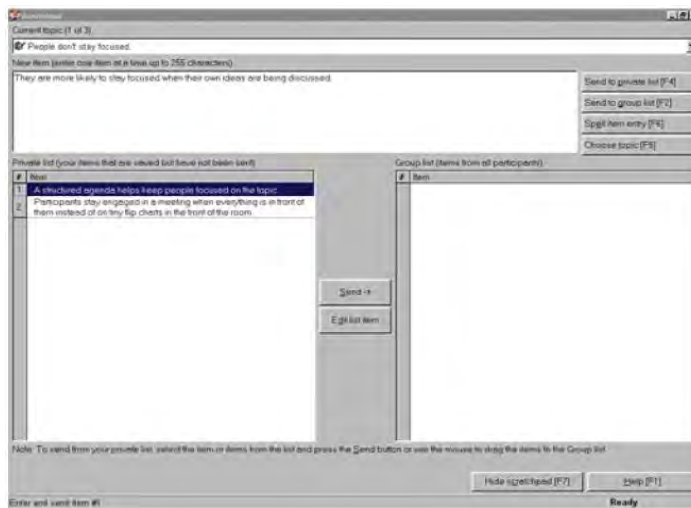 Current topic (1 of 3)
People don't stay focused.
New item (enter one item at a time up to 255 characters)
They are more likely to stay focused when their own ideas are being discussed.
Send to private list [F4]
Send to group list [F2]
Spell item entry [F6]
Choose topic [F5]
Private list (your items that are saved but have not been sent)
# Item
1 A structured agenda helps keep people focused on the topic
2 Participants stay engaged in a meeting when everything is in front of
them instead of on tiny flip charts in the front of the room.
Group list (items from all participants)
# Item
Send ->
Edit list item
Note: To send from your private list, select the item or items from the list and press the Send button or use the mouse to drag the items to the Group list
Hide scratchpad [F7]
Help [F1]
Enter and send item #1
Ready